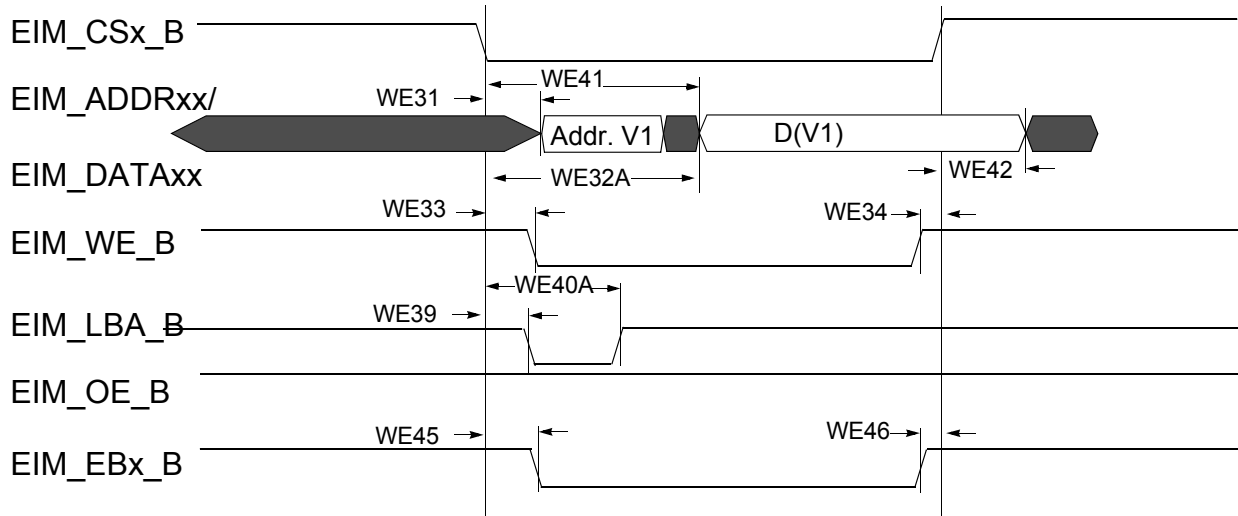 EIM_CSx_B
WE41
EIM_ADDRxx/
WE31
Addr. V1
D(V1)
EIM_DATAxx
WE32A
WE42
WE33
WE34
EIM_WE_B
WE40A
WE39
EIM_LBA_B
EIM_OE_B
WE45
WE46
EIM_EBx_B